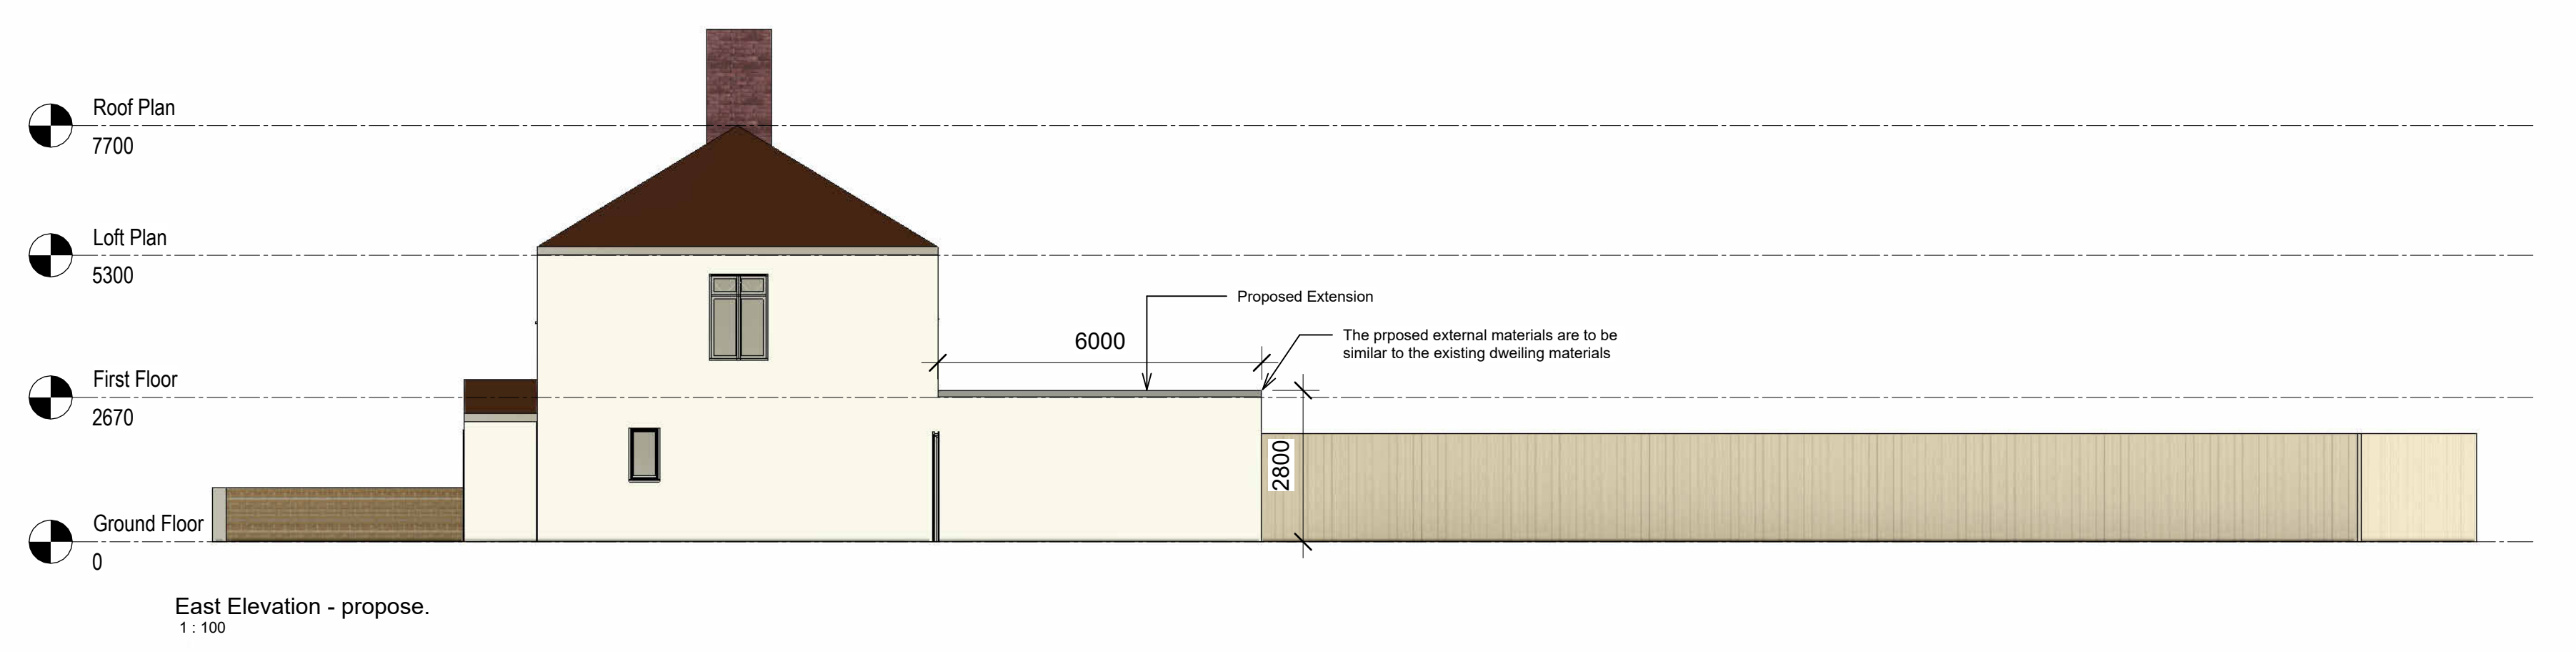 Roof Plan
7700
Loft Plan
5300
Proposed Extension
6000
The prposed external materials are to be
similar to the existing dweiling materials
First Floor
2670
2800
Ground Floor
0
East Elevation - propose.
1 : 100